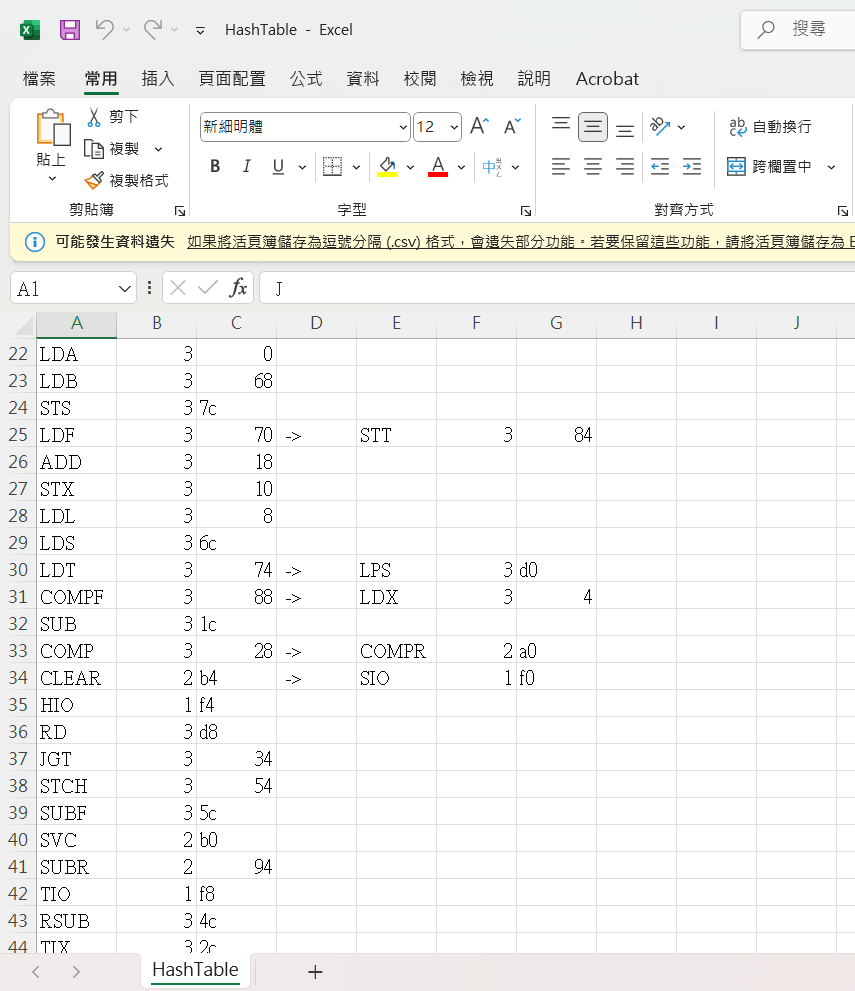 HashTable - Excel
搜尋
檔案 常用 插入 頁面配置 公式 資料 校閱 檢視 說明 Acrobat
貼上
剪下
複製
複製格式
剪貼簿
新細明體 12
B I U A
字型
自動換行
跨欄置中
對齊方式
可能發生資料遺失 如果將活頁簿儲存為逗號分隔 (.csv) 格式，會遺失部分功能。若要保留這些功能，請將活頁簿儲存為 E
A1 fx J
A B C D E F G H I J
22 LDA 3 0
23 LDB 3 68
24 STS 3 7c
25 LDF 3 70 -> STT 3 84
26 ADD 3 18
27 STX 3 10
28 LDL 3 8
29 LDS 3 6c
30 LDT 3 74 -> LPS 3 d0
31 COMPF 3 88 -> LDX 3 4
32 SUB 3 1c
33 COMP 3 28 -> COMPR 2 a0
34 CLEAR 2 b4 -> SIO 1 f0
35 HIO 1 f4
36 RD 3 d8
37 JGT 3 34
38 STCH 3 54
39 SUBF 3 5c
40 SVC 2 b0
41 SUBR 2 94
42 TIO 1 f8
43 RSUB 3 4c
44 TIX 3 2c
HashTable